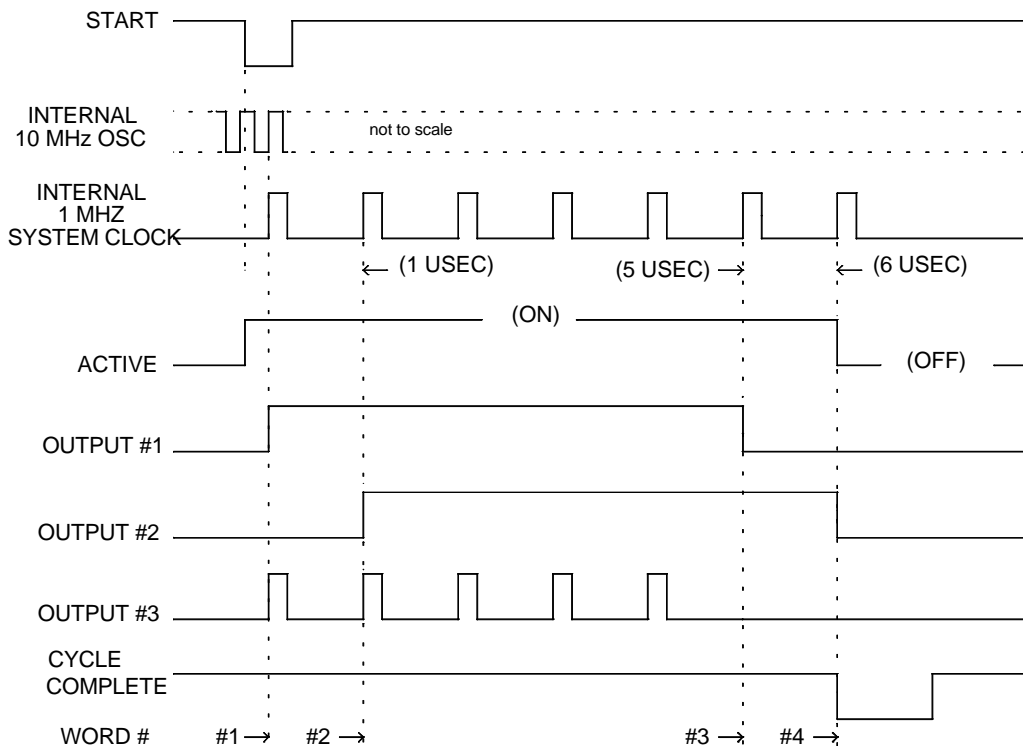 START
INTERNAL
10 MHz OSC
not to scale
INTERNAL
1 MHZ
SYSTEM CLOCK
(1 USEC)
(5 USEC)
(6 USEC)
(ON)
ACTIVE
(OFF)
OUTPUT #1
OUTPUT #2
OUTPUT #3
CYCLE
COMPLETE
WORD # #1 #2 #3 #4